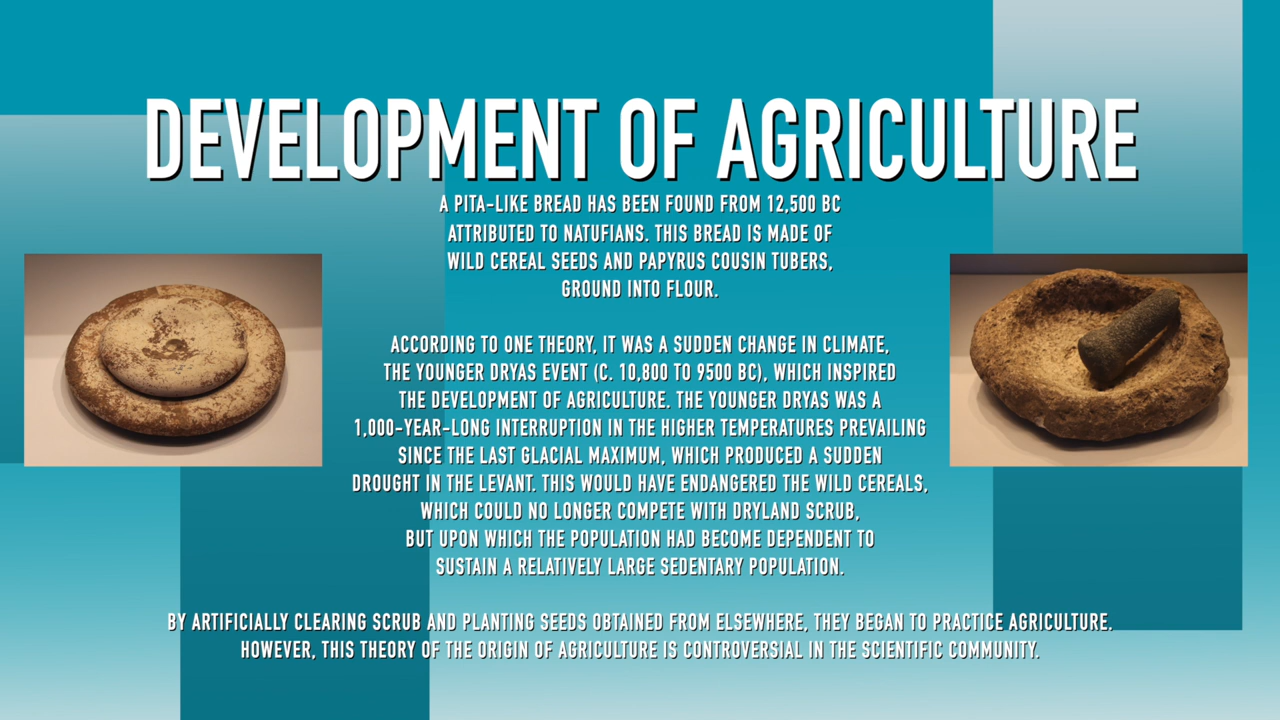 DEVELOPMENT OF AGRICULTURE
A PITA-LIKE BREAD HAS BEEN FOUND FROM 12,500 BC
ATTRIBUTED TO NATUFIANS. THIS BREAD IS MADE OF
WILD CEREAL SEEDS AND PAPYRUS COUSIN TUBERS,
GROUND INTO FLOUR.
ACCORDING TO ONE THEORY, IT WAS A SUDDEN CHANGE IN CLIMATE,
THE YOUNGER DRYAS EVENT (C. 10,800 TO 9500 BC), WHICH INSPIRED
THE DEVELOPMENT OF AGRICULTURE. THE YOUNGER DRYAS WAS A
1,000-YEAR-LONG INTERRUPTION IN THE HIGHER TEMPERATURES PREVAILING
SINCE THE LAST GLACIAL MAXIMUM, WHICH PRODUCED A SUDDEN
DROUGHT IN THE LEVANT. THIS WOULD HAVE ENDANGERED THE WILD CEREALS,
WHICH COULD NO LONGER COMPETE WITH DRYLAND SCRUB,
BUT UPON WHICH THE POPULATION HAD BECOME DEPENDENT TO
SUSTAIN A RELATIVELY LARGE SEDENTARY POPULATION.
BY ARTIFICIALLY CLEARING SCRUB AND PLANTING SEEDS OBTAINED FROM ELSEWHERE, THEY BEGAN TO PRACTICE AGRICULTURE.
HOWEVER, THIS THEORY OF THE ORIGIN OF AGRICULTURE IS CONTROVERSIAL IN THE SCIENTIFIC COMMUNITY.